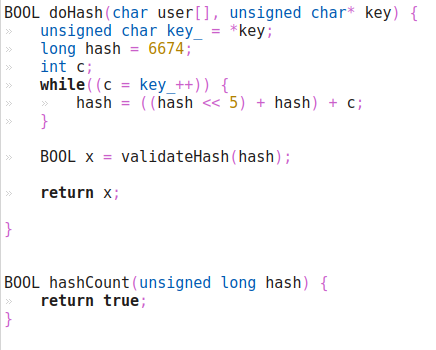 BOOL doHash(char user[], unsigned char* key) {
» unsigned char key_ = *key;
» long hash = 6674;
» int c;
» while((c = key_++)) {
» » hash = ((hash << 5) + hash) + c;
» }
» BOOL x = validateHash(hash);
» return x;
}
BOOL hashCount(unsigned long hash) {
» return true;
}